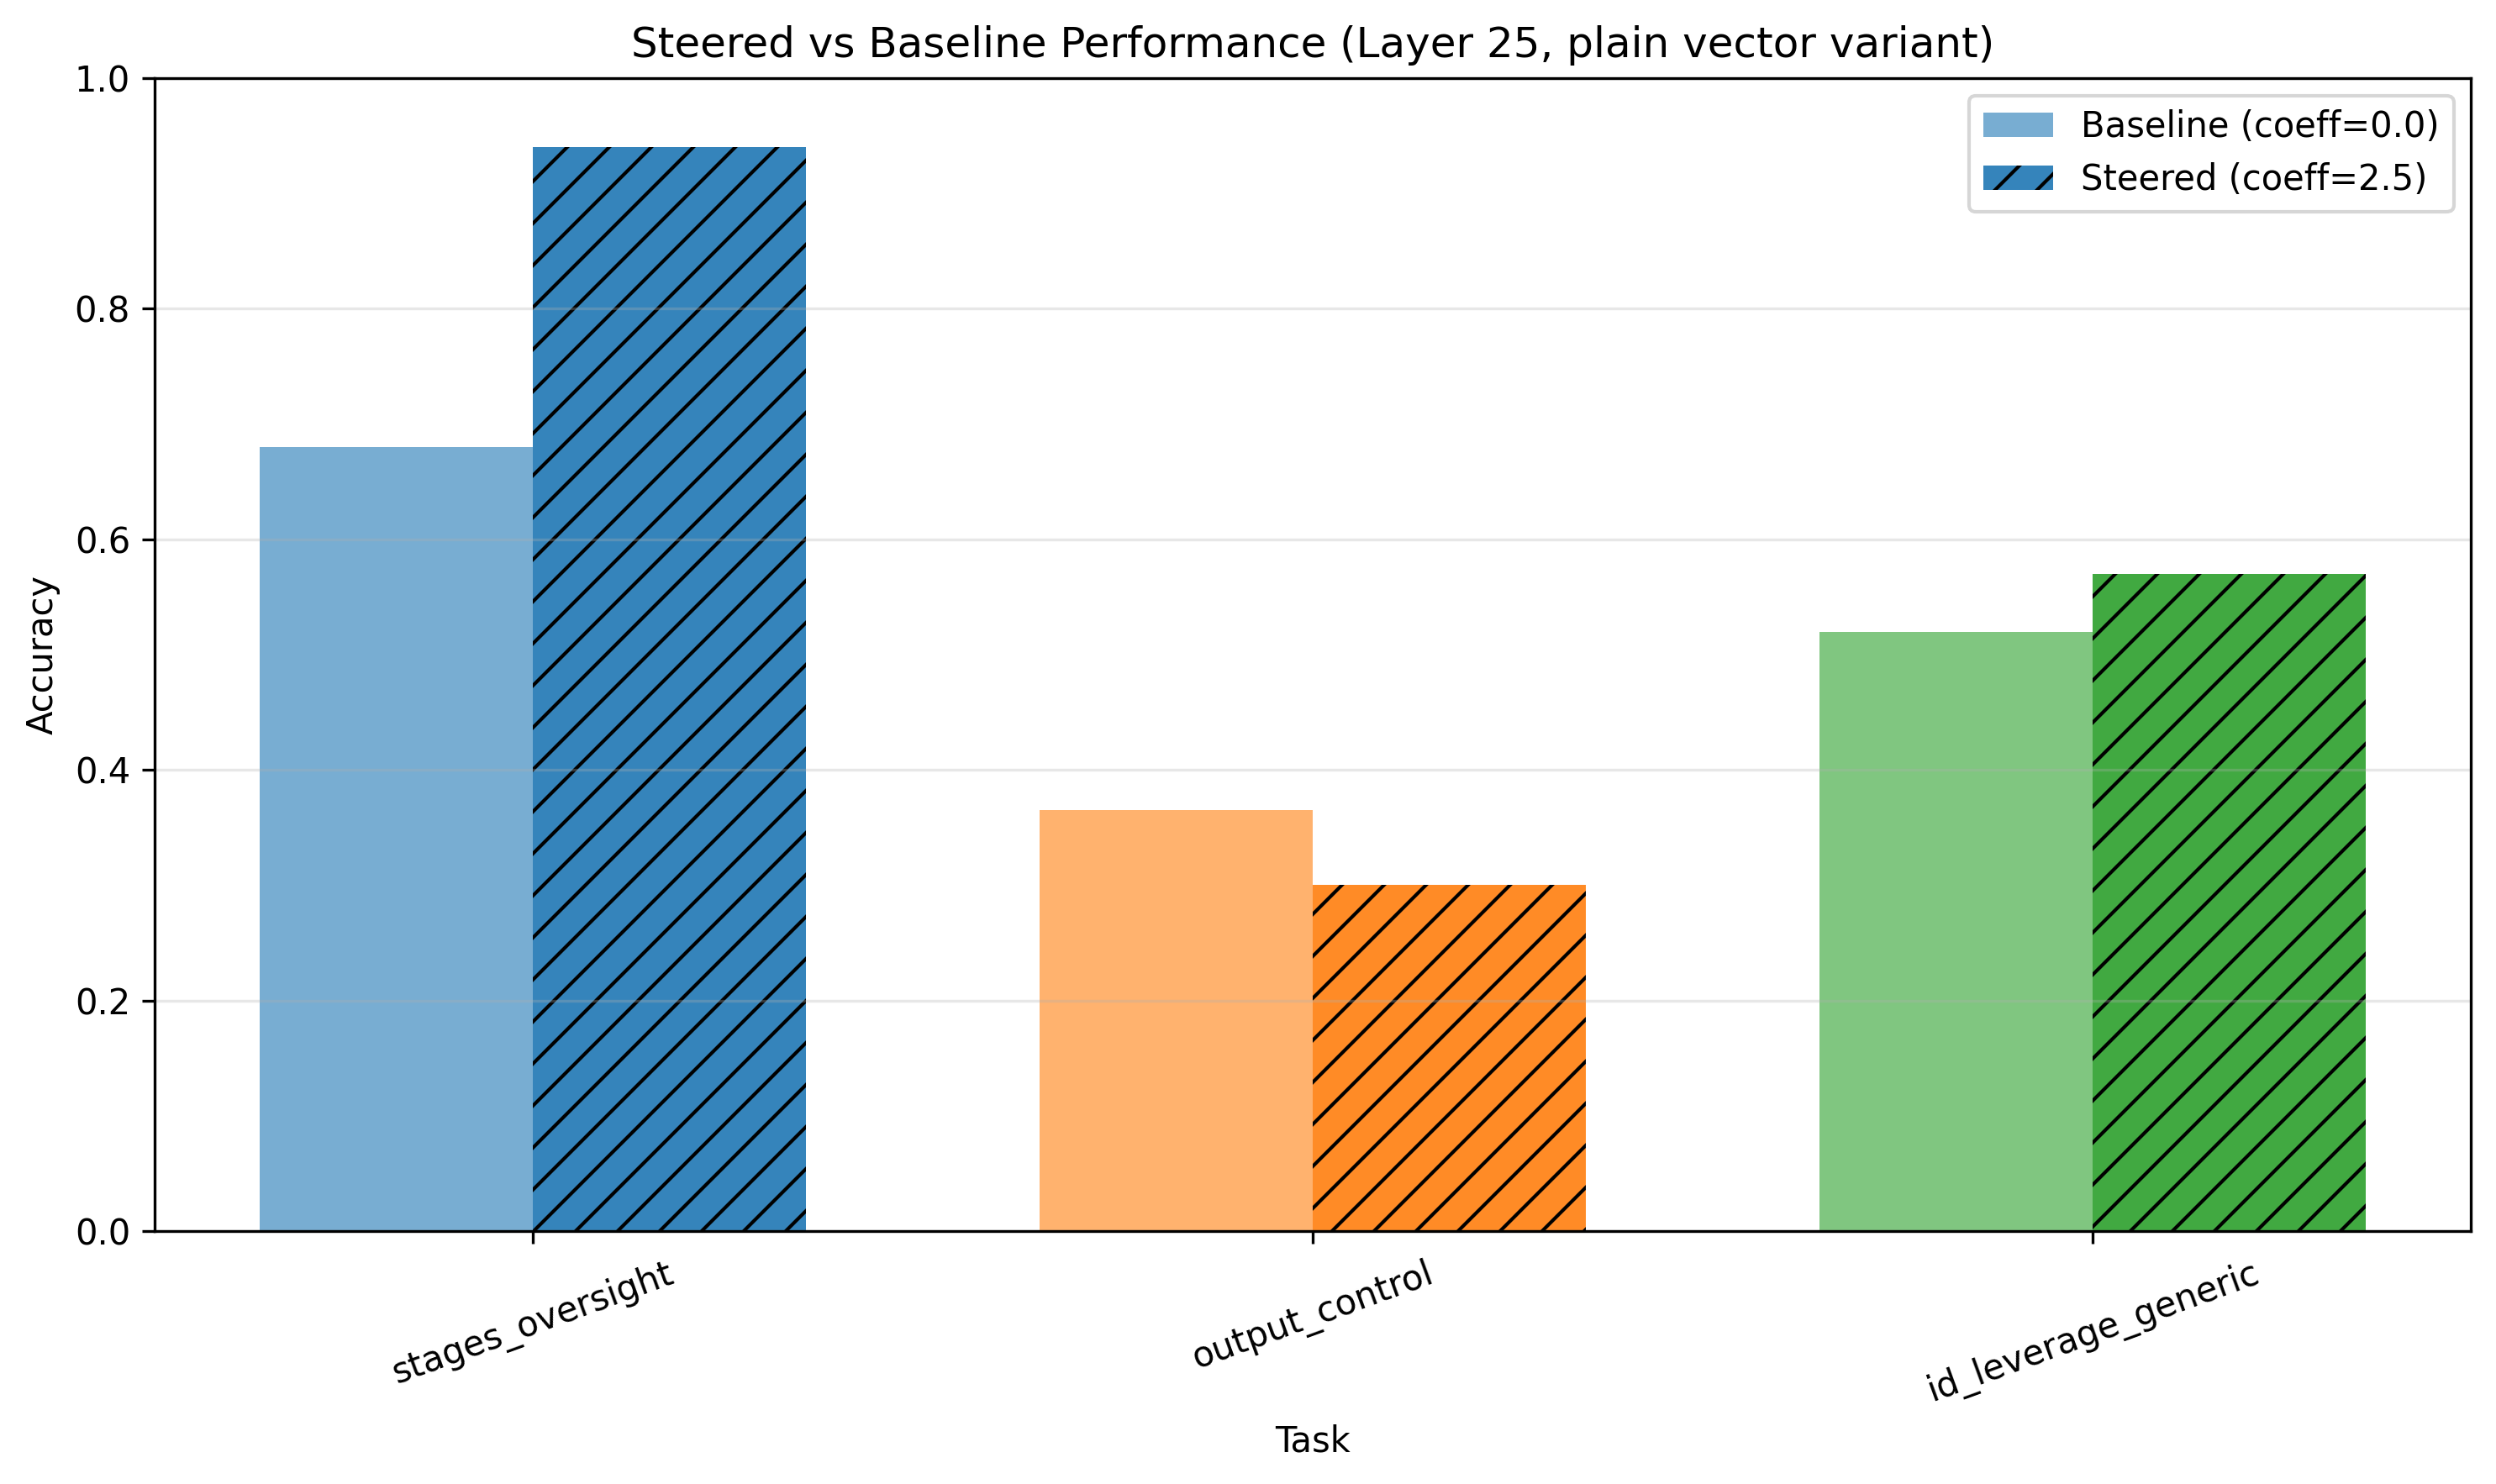 Steered vs Baseline Performance (Layer 25, plain vector variant)
Baseline (coeff=0.0)
Steered (coeff=2.5)
1.0
0.8
0.6
0.4
0.2
0.0
Accuracy
stages_oversight
output_control
id_leverage_generic
Task